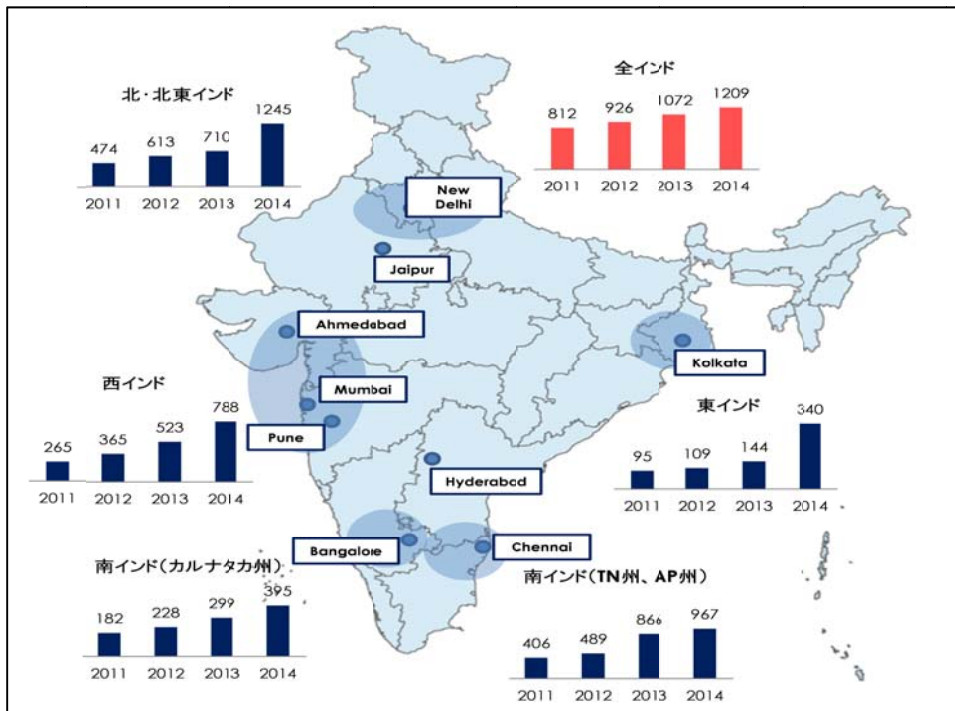 北・北東インド
474 613 710 1245
2011 2012 2013 2014
全インド
812 926 1072 1209
2011 2012 2013 2014
New
Delhi
Jaipur
Ahmedabad
Mumbai
Pune
Kolkata
Hyderabad
Bangalore
Chennai
西インド
265 365 523 788
2011 2012 2013 2014
東インド
95 109 144 340
2011 2012 2013 2014
南インド(カルナタカ州)
182 228 299 395
2011 2012 2013 2014
南インド(TN州、AP州)
406 489 866 967
2011 2012 2013 2014